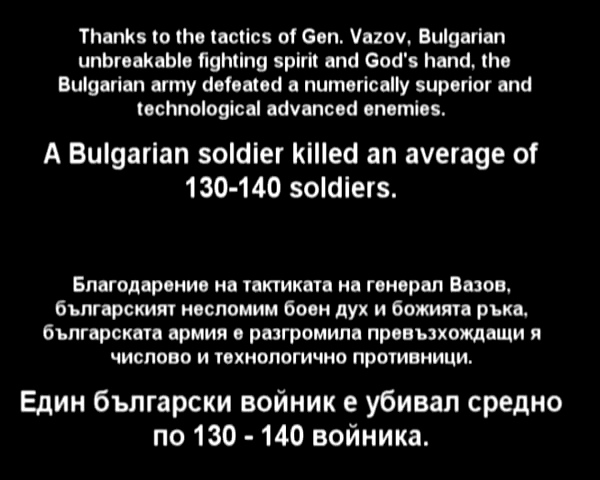 Thanks to the tactics of Gen. Vazov, Bulgarian
unbreakable fighting spirit and God's hand, the
Bulgarian army defeated a numerically superior and
technological advanced enemies.
A Bulgarian soldier killed an average of
130-140 soldiers.
Благодарение на тактиката на генерал Вазов,
българският несломим боен дух и божията ръка,
българската армия е разгромила превъзхождащи я
числово и технологично противници.
Един български войник е убивал средно
по 130 - 140 войника.